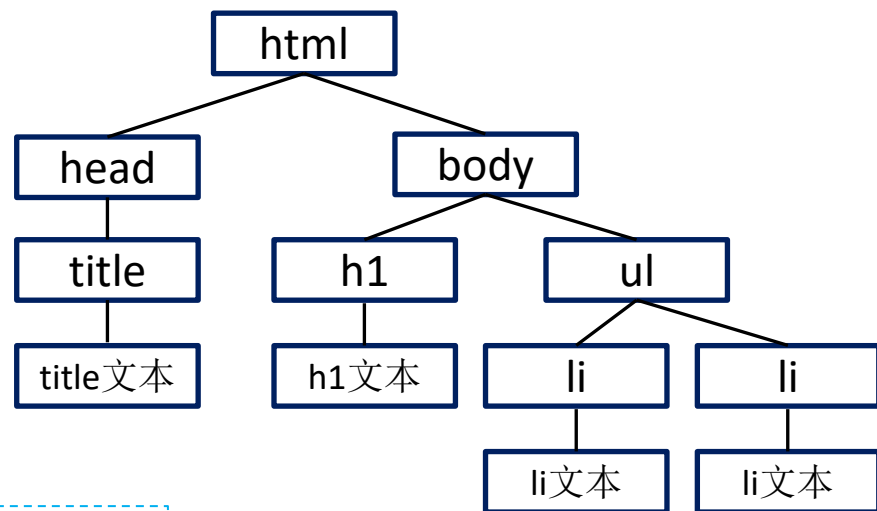 html
head
body
title
h1
ul
title文本
h1文本
li
li
li文本
li文本